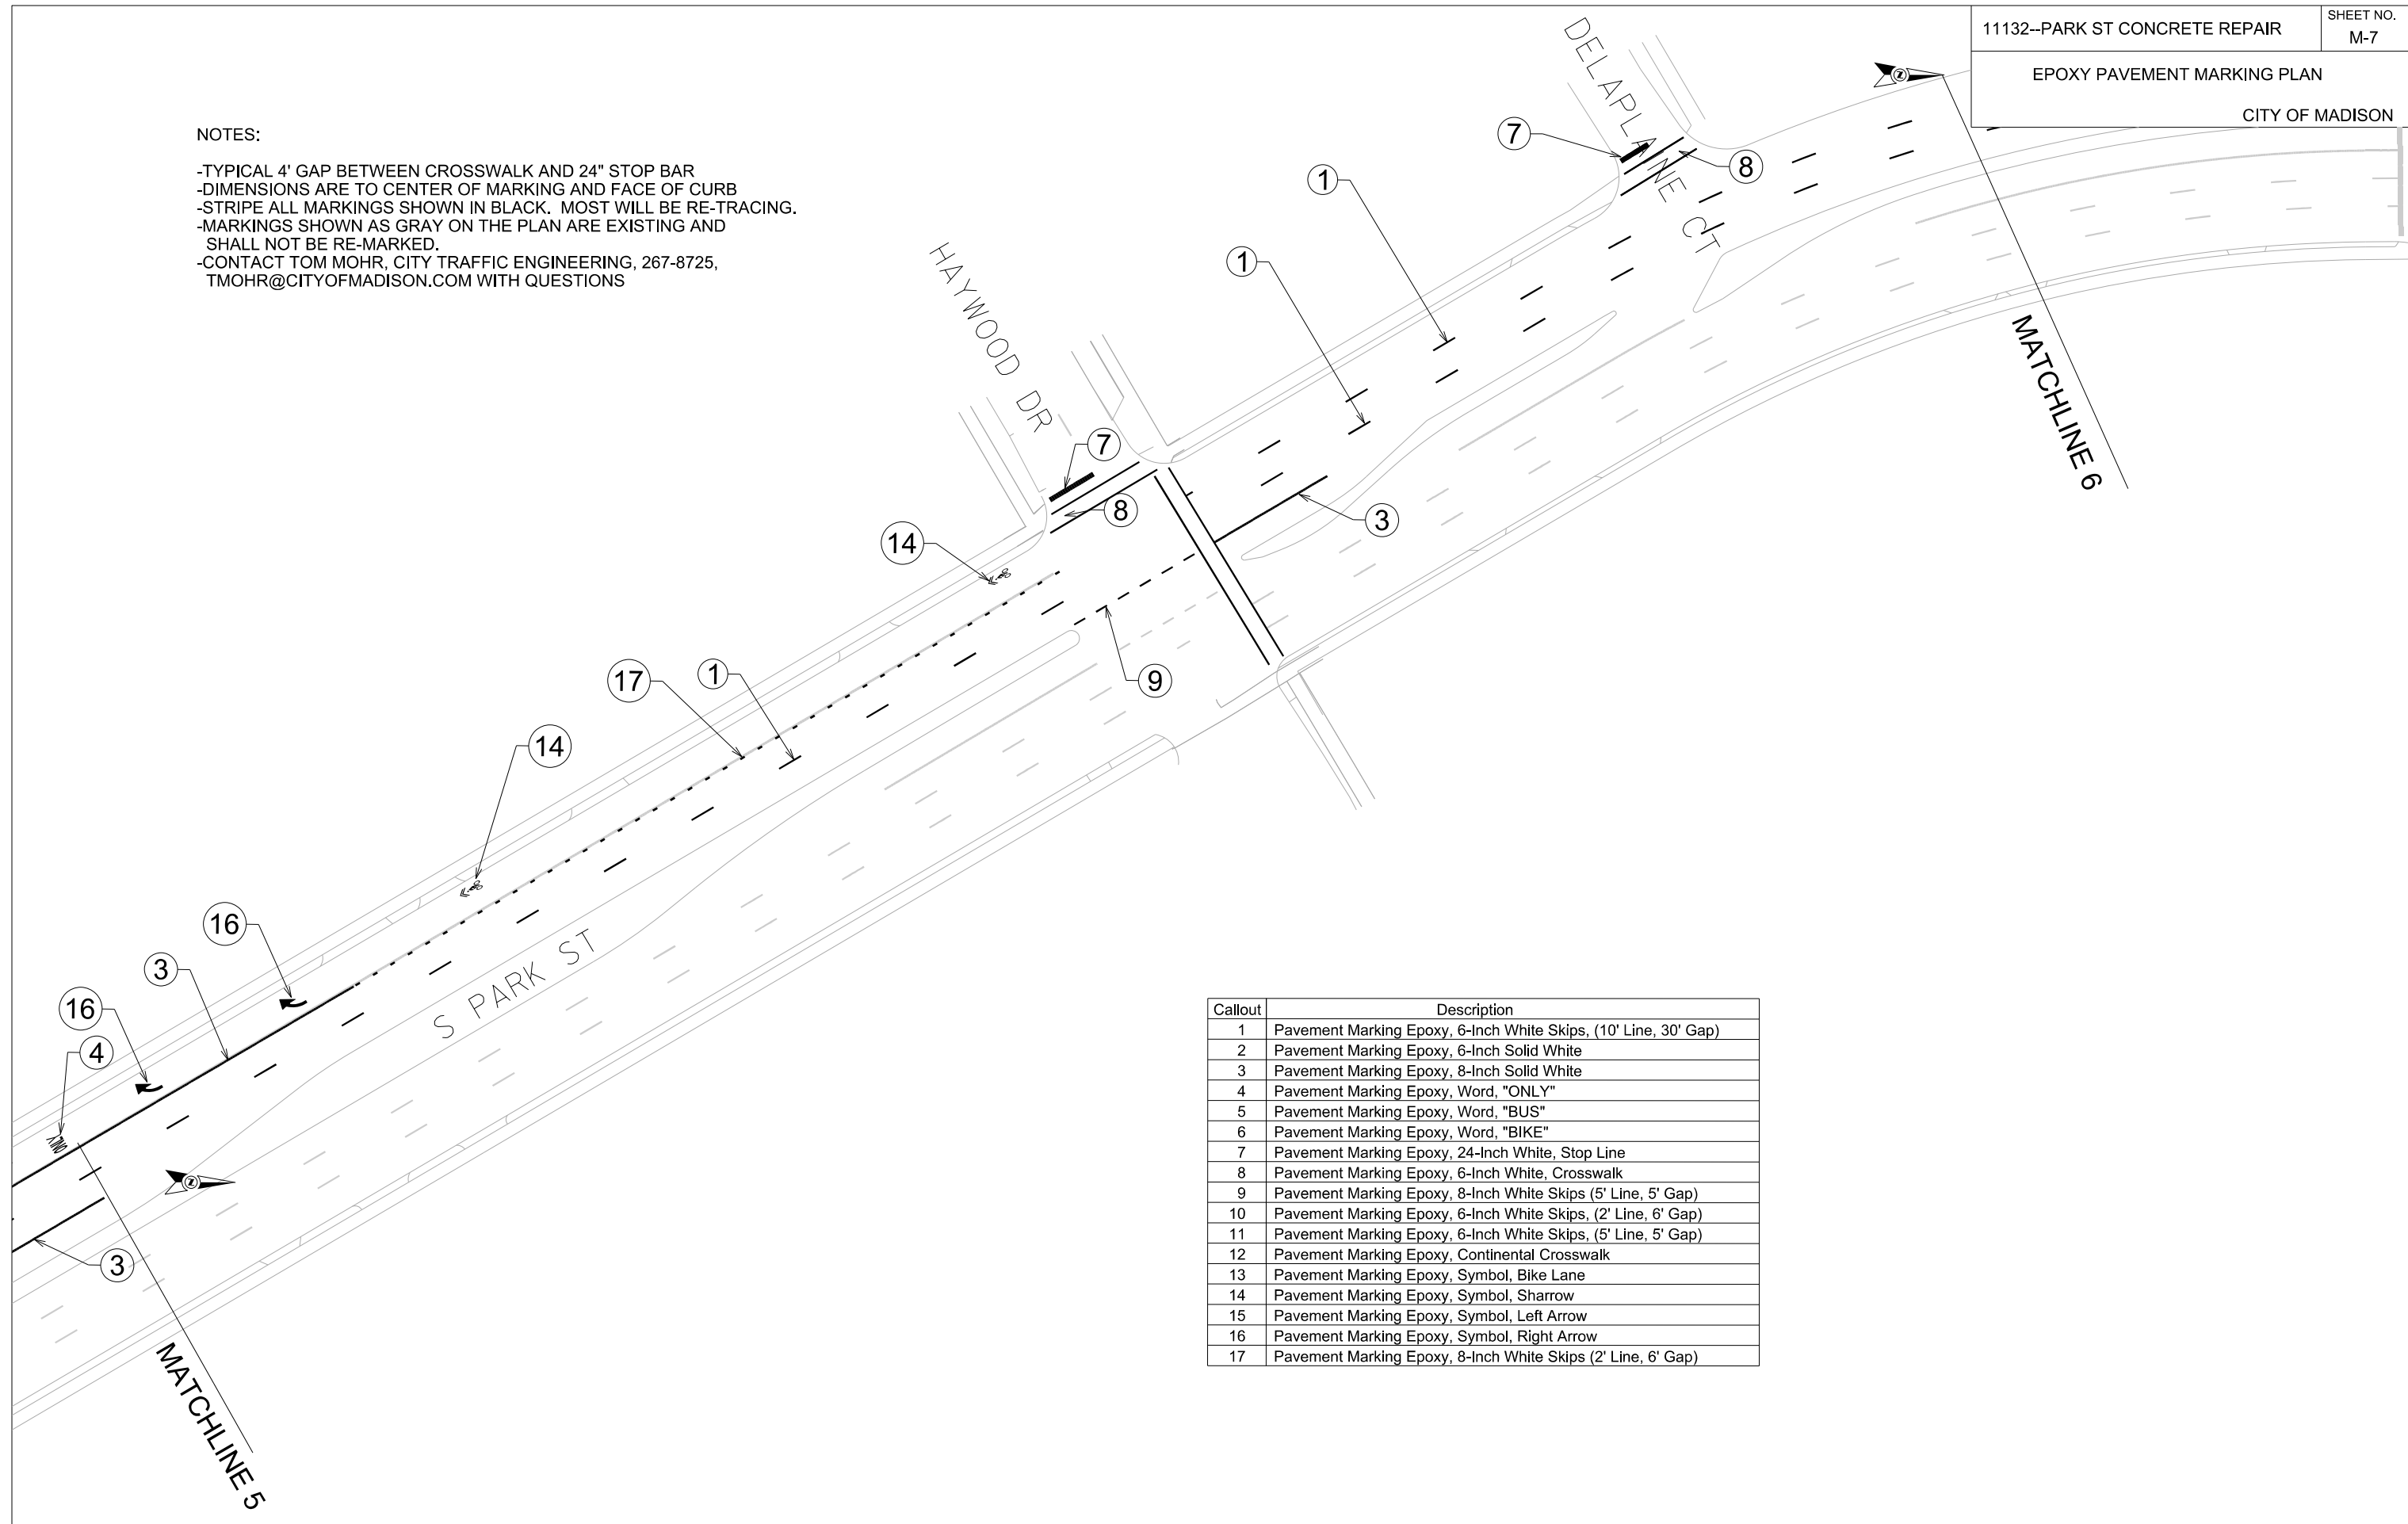 11132--PARK ST CONCRETE REPAIR
SHEET NO.
M-7
EPOXY PAVEMENT MARKING PLAN
CITY OF MADISON
NOTES:
-TYPICAL 4' GAP BETWEEN CROSSWALK AND 24" STOP BAR
-DIMENSIONS ARE TO CENTER OF MARKING AND FACE OF CURB
-STRIPE ALL MARKINGS SHOWN IN BLACK.  MOST WILL BE RE-TRACING.
-MARKINGS SHOWN AS GRAY ON THE PLAN ARE EXISTING AND
SHALL NOT BE RE-MARKED.
-CONTACT TOM MOHR, CITY TRAFFIC ENGINEERING, 267-8725,
TMOHR@CITYOFMADISON.COM WITH QUESTIONS
DELAPLAINE CT
Z
7
8
1
1
HAYWOOD DR
MATCHLINE 6
7
8
3
14
9
17
1
14
16
3
16
4
S PARK ST
ONLY
Z
3
MATCHLINE 5
Callout Description
1 Pavement Marking Epoxy, 6-Inch White Skips, (10' Line, 30' Gap)
2 Pavement Marking Epoxy, 6-Inch Solid White
3 Pavement Marking Epoxy, 8-Inch Solid White
4 Pavement Marking Epoxy, Word, "ONLY"
5 Pavement Marking Epoxy, Word, "BUS"
6 Pavement Marking Epoxy, Word, "BIKE"
7 Pavement Marking Epoxy, 24-Inch White, Stop Line
8 Pavement Marking Epoxy, 6-Inch White, Crosswalk
9 Pavement Marking Epoxy, 8-Inch White Skips (5' Line, 5' Gap)
10 Pavement Marking Epoxy, 6-Inch White Skips, (2' Line, 6' Gap)
11 Pavement Marking Epoxy, 6-Inch White Skips, (5' Line, 5' Gap)
12 Pavement Marking Epoxy, Continental Crosswalk
13 Pavement Marking Epoxy, Symbol, Bike Lane
14 Pavement Marking Epoxy, Symbol, Sharrow
15 Pavement Marking Epoxy, Symbol, Left Arrow
16 Pavement Marking Epoxy, Symbol, Right Arrow
17 Pavement Marking Epoxy, 8-Inch White Skips (2' Line, 6' Gap)